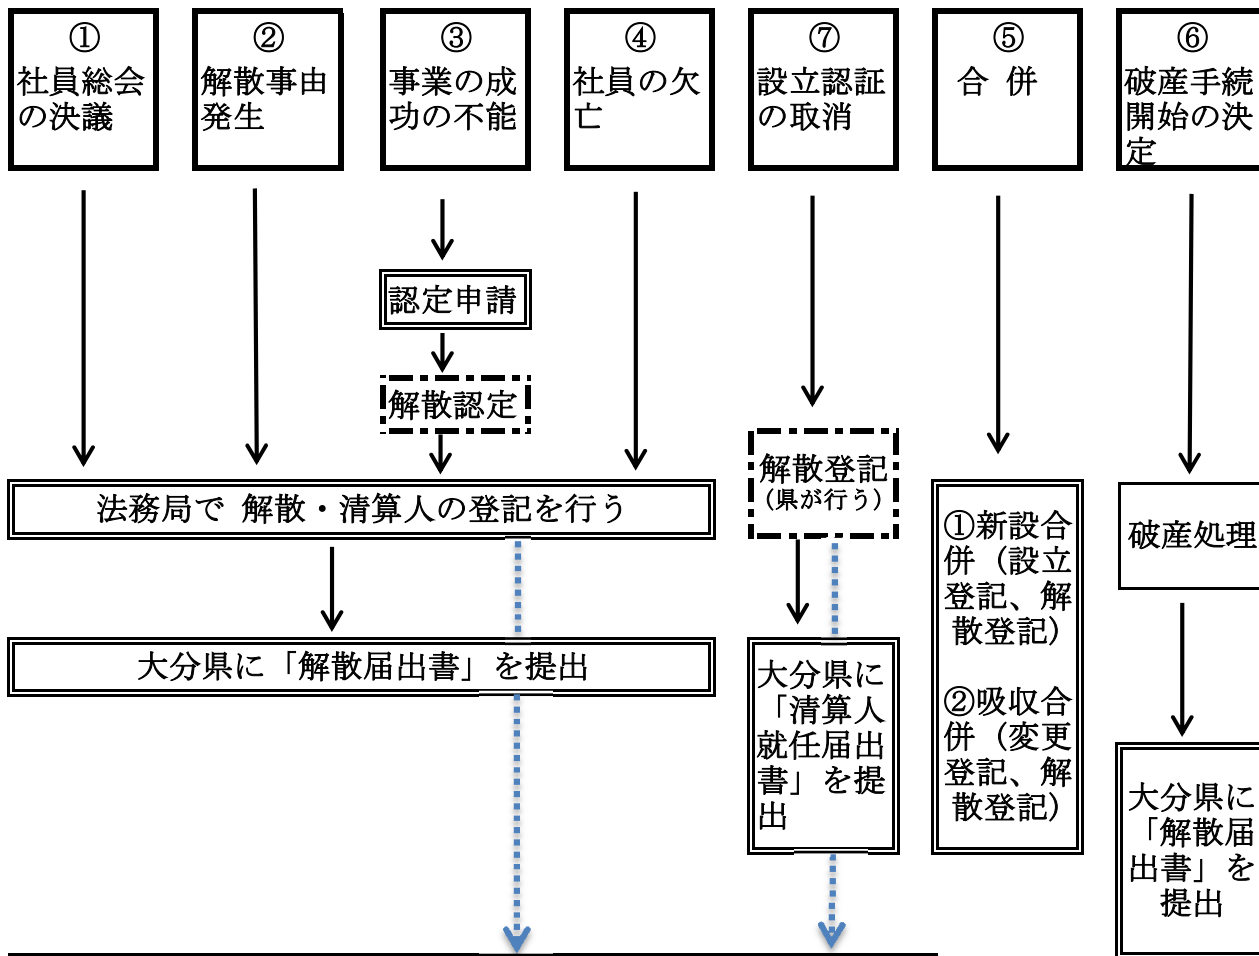 ①
社員総会
の決議
②
解散事由
発生
③
事業の成
功の不能
④
社員の欠
亡
⑦
設立認証
の取消
⑤
合 併
⑥
破産手続
開始の決
定
認定申請
解散認定
法務局で 解散・清算人の登記を行う
大分県に「解散届出書」を提出
解散登記
（県が行う）
大分県に
「清算人
就任届出
書」を提
出
①新設合
併（設立
登記、解
散登記）
②吸収合
併（変更
登記、解
散登記）
破産処理
大分県に
「解散届
出書」を
提出